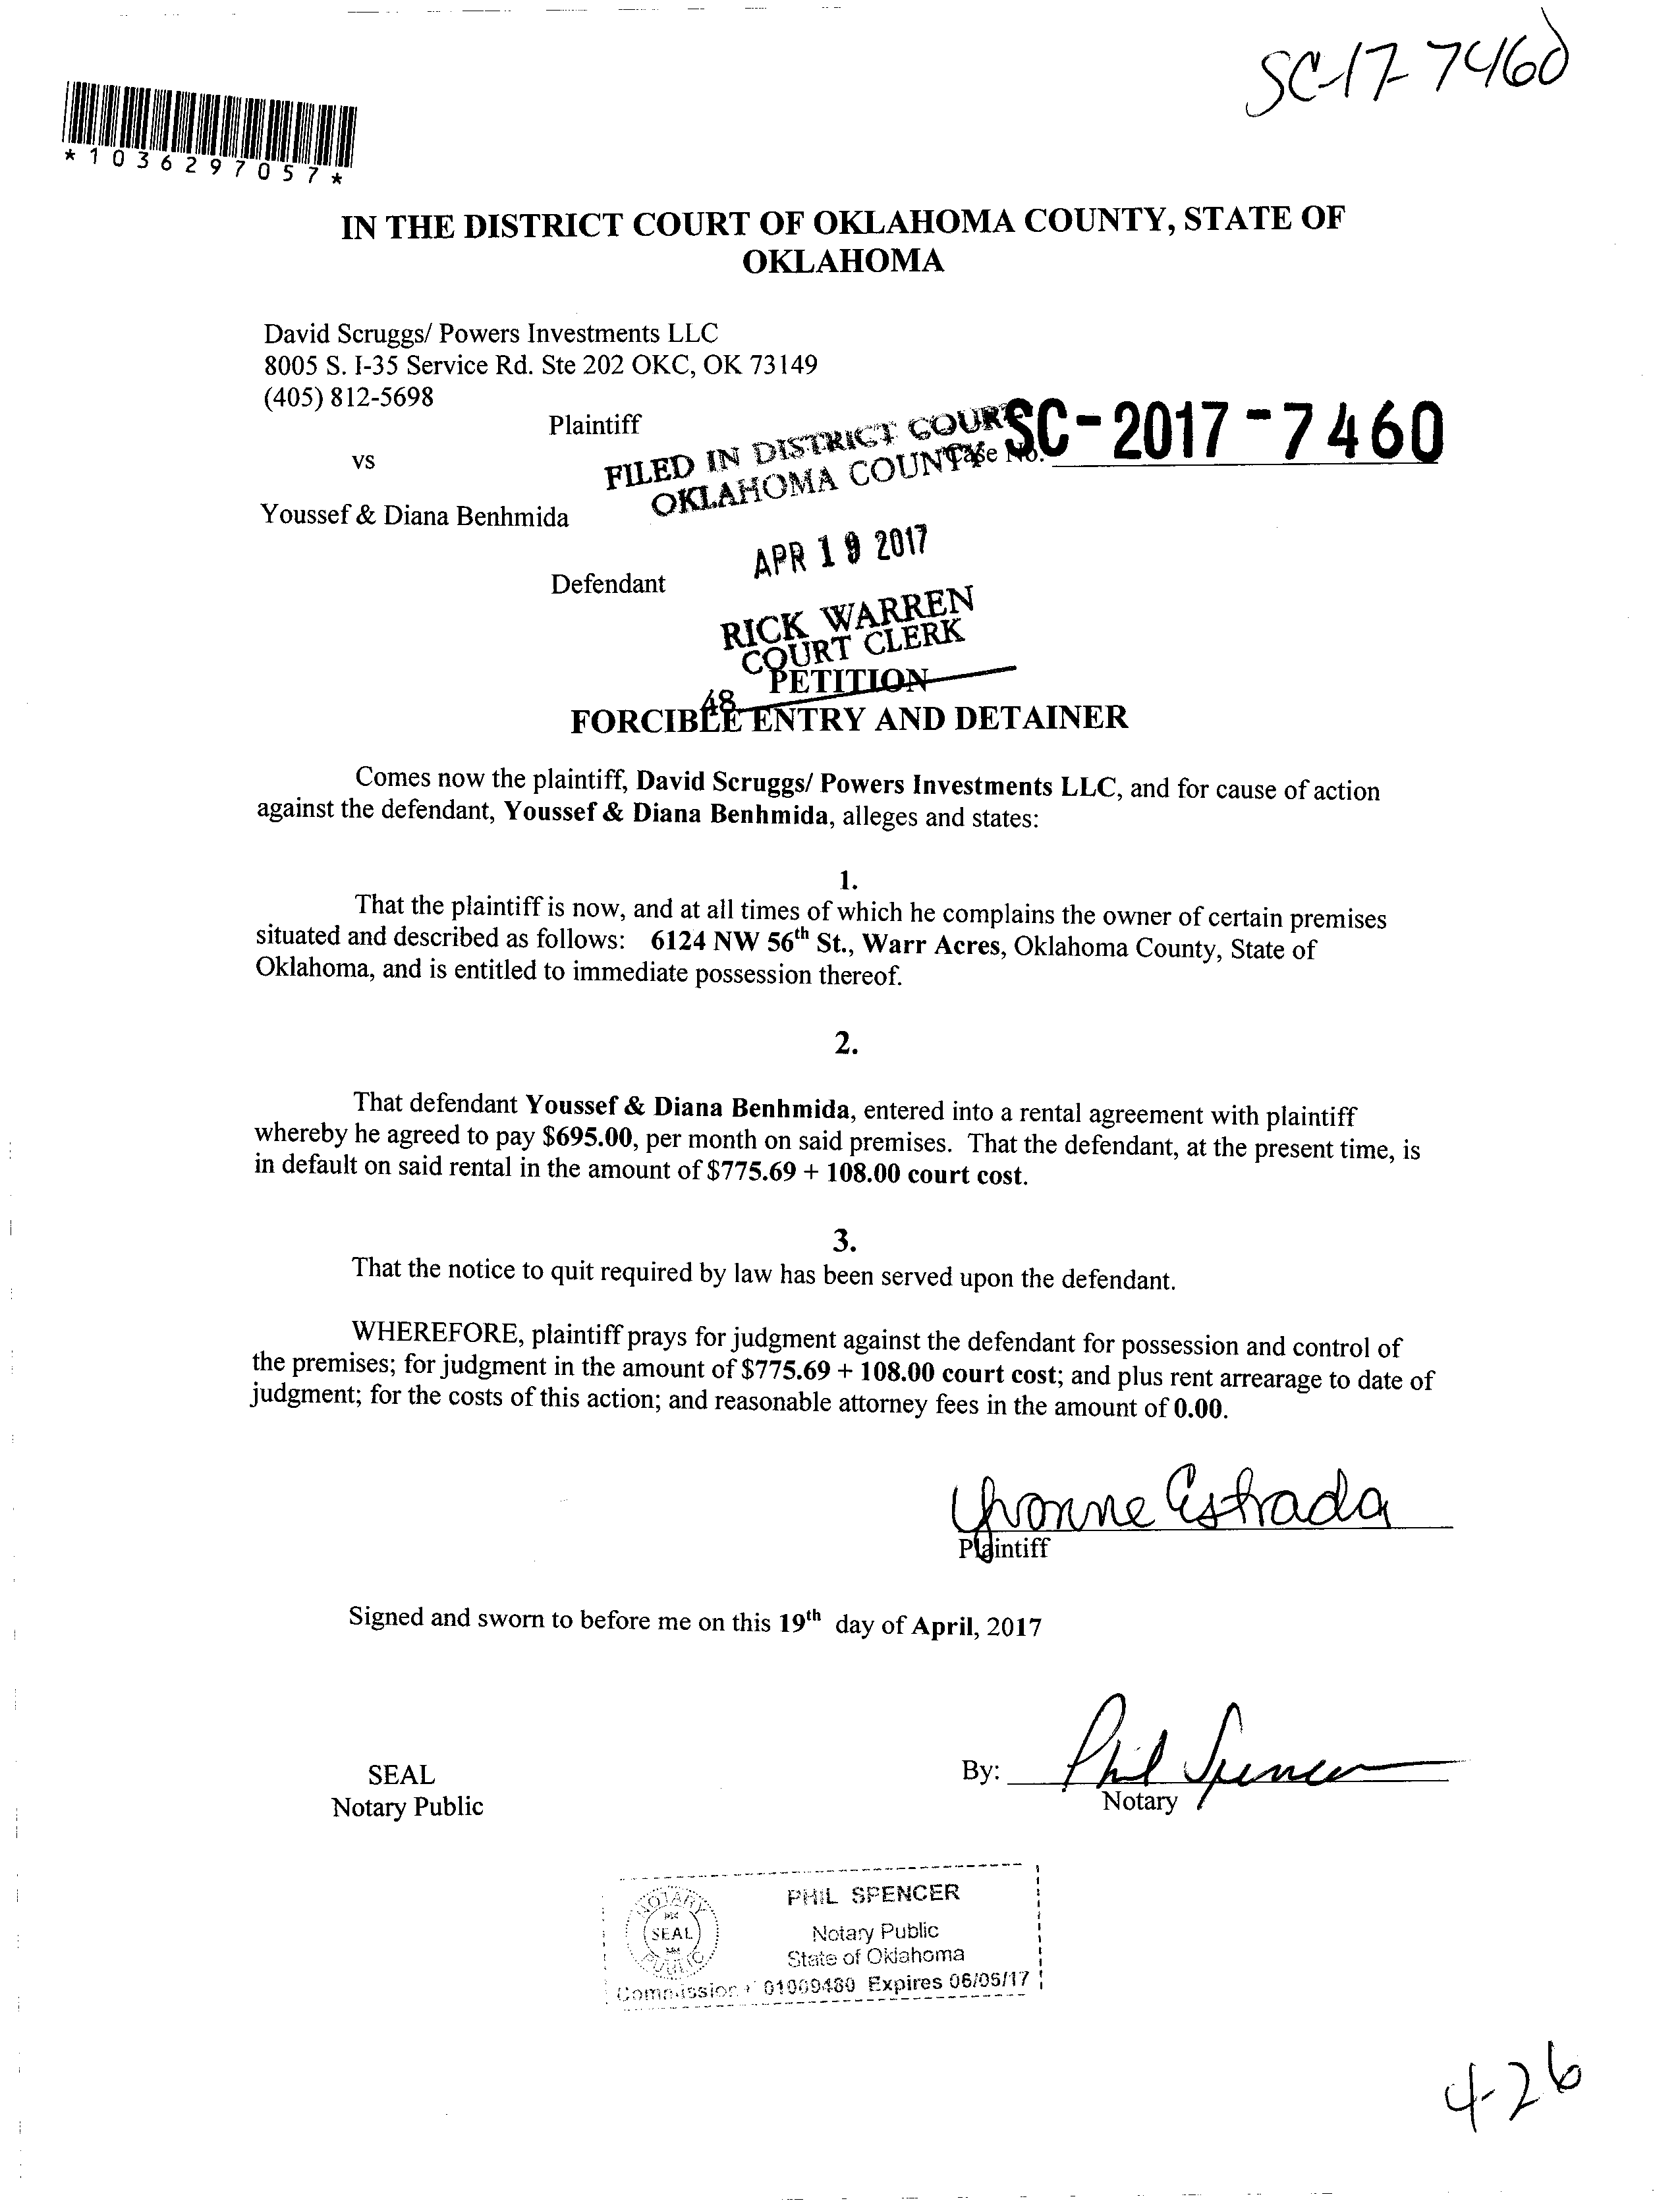 SC-17-7460
*1036297057*
IN THE DISTRICT COURT OF OKLAHOMA COUNTY, STATE OF
OKLAHOMA
David Scruggs/ Powers Investments LLC
8005 S. I-35 Service Rd. Ste 202 OKC, OK 73149
(405) 812-5698
Plaintiff
vs
FILED IN DISTRICT COURT
OKLAHOMA COUNTY
Case No. SC-2017-7460
Youssef & Diana Benhmida
APR 19 2017
Defendant
RICK WARREN
COURT CLERK
PETITION
48
FORCIBLE ENTRY AND DETAINER
Comes now the plaintiff, David Scruggs/ Powers Investments LLC, and for cause of action
against the defendant, Youssef & Diana Benhmida, alleges and states:
1.
That the plaintiff is now, and at all times of which he complains the owner of certain premises
situated and described as follows: 6124 NW 56th St., Warr Acres, Oklahoma County, State of
Oklahoma, and is entitled to immediate possession thereof.
2.
That defendant Youssef & Diana Benhmida, entered into a rental agreement with plaintiff
whereby he agreed to pay $695.00, per month on said premises. That the defendant, at the present time, is
in default on said rental in the amount of $775.69 + 108.00 court cost.
3.
That the notice to quit required by law has been served upon the defendant.
WHEREFORE, plaintiff prays for judgment against the defendant for possession and control of
the premises; for judgment in the amount of $775.69 + 108.00 court cost; and plus rent arrearage to date of
judgment; for the costs of this action; and reasonable attorney fees in the amount of 0.00.
Yvonne Estrada
Plaintiff
Signed and sworn to before me on this 19th day of April, 2017
SEAL
Notary Public
By: Phil Spencer
Notary
NOTARY
SEAL
PUBLIC
PHIL SPENCER
Notary Public
State of Oklahoma
Commission # 01009480 Expires 06/05/17
4-26